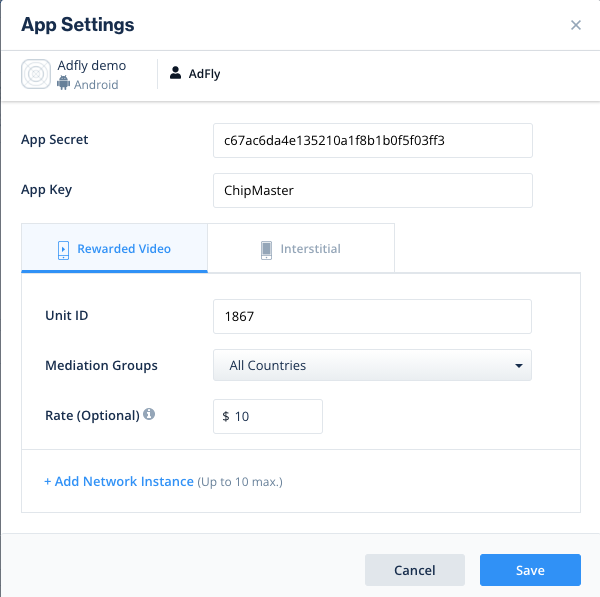 App Settings
Adfly demo
Android
AdFly
App Secret
c67ac6da4e135210a1f8b1b0f5f03ff3
App Key
ChipMaster
Rewarded Video
Interstitial
Unit ID
1867
Mediation Groups
All Countries
Rate (Optional)
$ 10
+ Add Network Instance (Up to 10 max.)
Cancel
Save